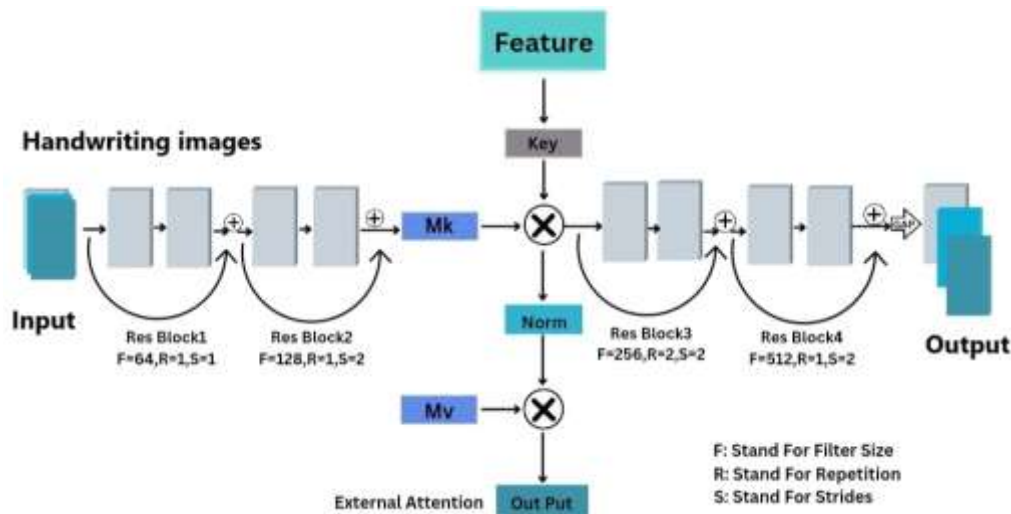 Feature
Handwriting images
Key
Mk
GAP
Input
Norm
Res Block1
F=64,R=1,S=1
Res Block2
F=128,R=1,S=2
Res Block3
F=256,R=2,S=2
Res Block4
F=512,R=1,S=2
Output
Mv
F: Stand For Filter Size
R: Stand For Repetition
S: Stand For Strides
External Attention
Out Put